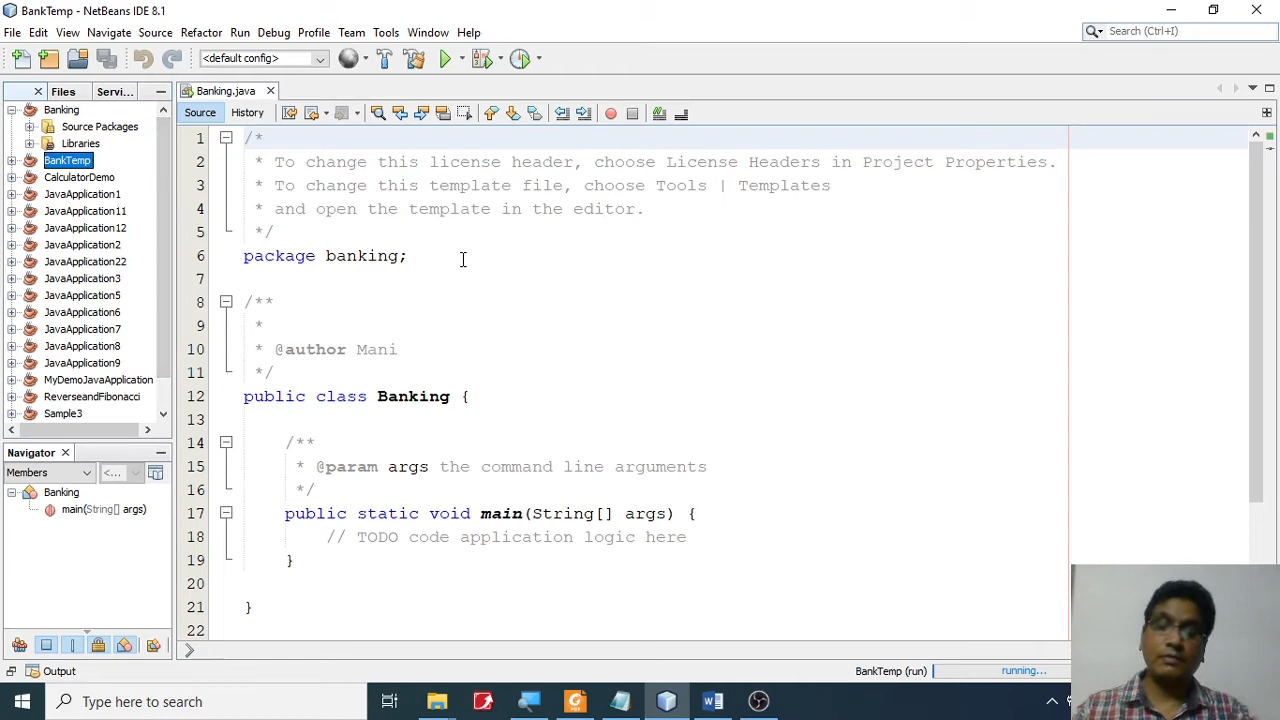 BankTemp - NetBeans IDE 8.1
File Edit View Navigate Source Refactor Run Debug Profile Team Tools Window Help
Search (Ctrl+I)
<default config>
Files Servi...
Banking.java
Source History
Banking
Source Packages
Libraries
BankTemp
CalculatorDemo
JavaApplication1
JavaApplication11
JavaApplication12
JavaApplication2
JavaApplication22
JavaApplication3
JavaApplication5
JavaApplication6
JavaApplication7
JavaApplication8
JavaApplication9
MyDemoJavaApplication
ReverseandFibonacci
Sample3
Navigator
Members <...
Banking
main(String[] args)
1 /*
2 * To change this license header, choose License Headers in Project Properties.
3 * To change this template file, choose Tools | Templates
4 * and open the template in the editor.
5 */
6 package banking;
7
8 /**
9 *
10 * @author Mani
11 */
12 public class Banking {
13
14 /**
15 * @param args the command line arguments
16 */
17 public static void main(String[] args) {
18 // TODO code application logic here
19 }
20
21 }
22
Output
BankTemp (run) running...
Type here to search